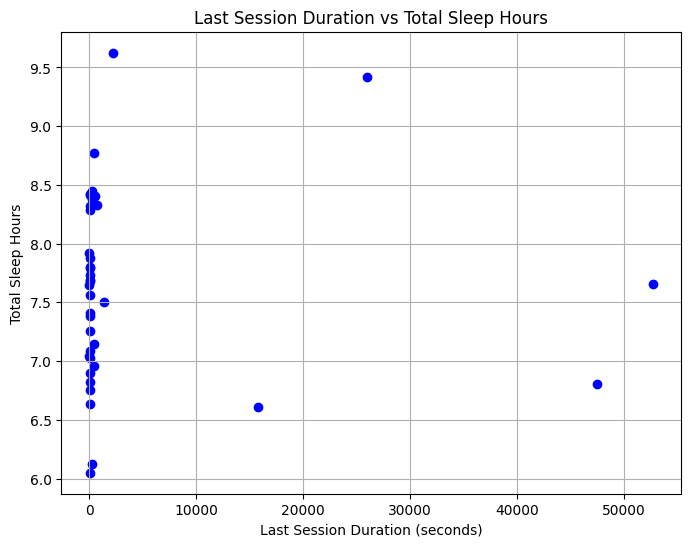 Last Session Duration vs Total Sleep Hours
9.5
9.0
8.5
8.0
7.5
7.0
6.5
6.0
Total Sleep Hours
0 10000 20000 30000 40000 50000
Last Session Duration (seconds)